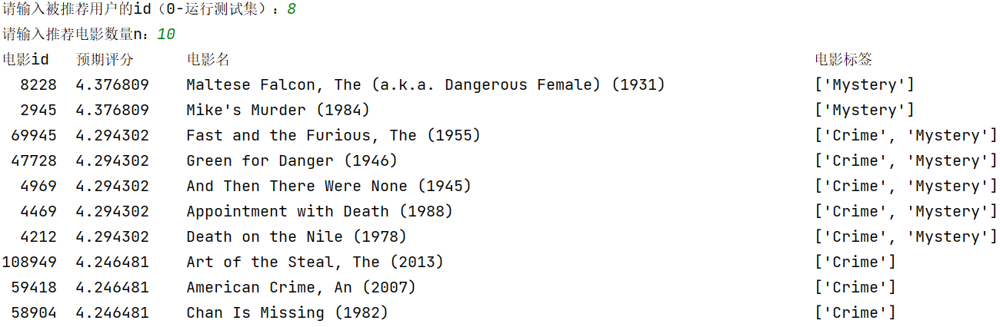 请输入被推荐用户的id（0-运行测试集）：8
请输入推荐电影数量n：10
电影id 预期评分 电影名 电影标签
8228 4.376809 Maltese Falcon, The (a.k.a. Dangerous Female) (1931) ['Mystery']
2945 4.376809 Mike's Murder (1984) ['Mystery']
69945 4.294302 Fast and the Furious, The (1955) ['Crime', 'Mystery']
47728 4.294302 Green for Danger (1946) ['Crime', 'Mystery']
4969 4.294302 And Then There Were None (1945) ['Crime', 'Mystery']
4469 4.294302 Appointment with Death (1988) ['Crime', 'Mystery']
4212 4.294302 Death on the Nile (1978) ['Crime', 'Mystery']
108949 4.246481 Art of the Steal, The (2013) ['Crime']
59418 4.246481 American Crime, An (2007) ['Crime']
58904 4.246481 Chan Is Missing (1982) ['Crime']